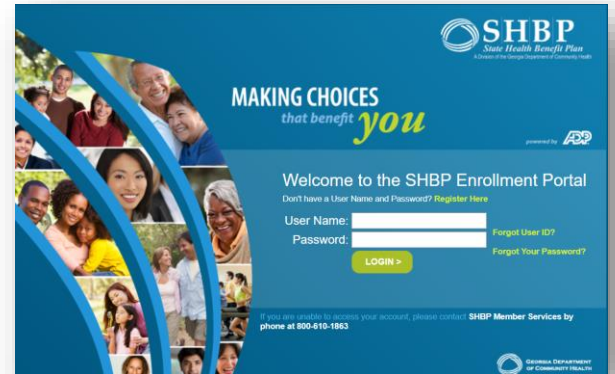 SHBP
State Health Benefit Plan
A Division of the Georgia Department of Community Health
MAKING CHOICES
that benefit you
powered by ADP
Welcome to the SHBP Enrollment Portal
Don't have a User Name and Password? Register Here
User Name:
Forgot User ID?
Password:
Forgot Your Password?
LOGIN >
If you are unable to access your account, please contact SHBP Member Services by
phone at 800-610-1863
GEORGIA DEPARTMENT
OF COMMUNITY HEALTH